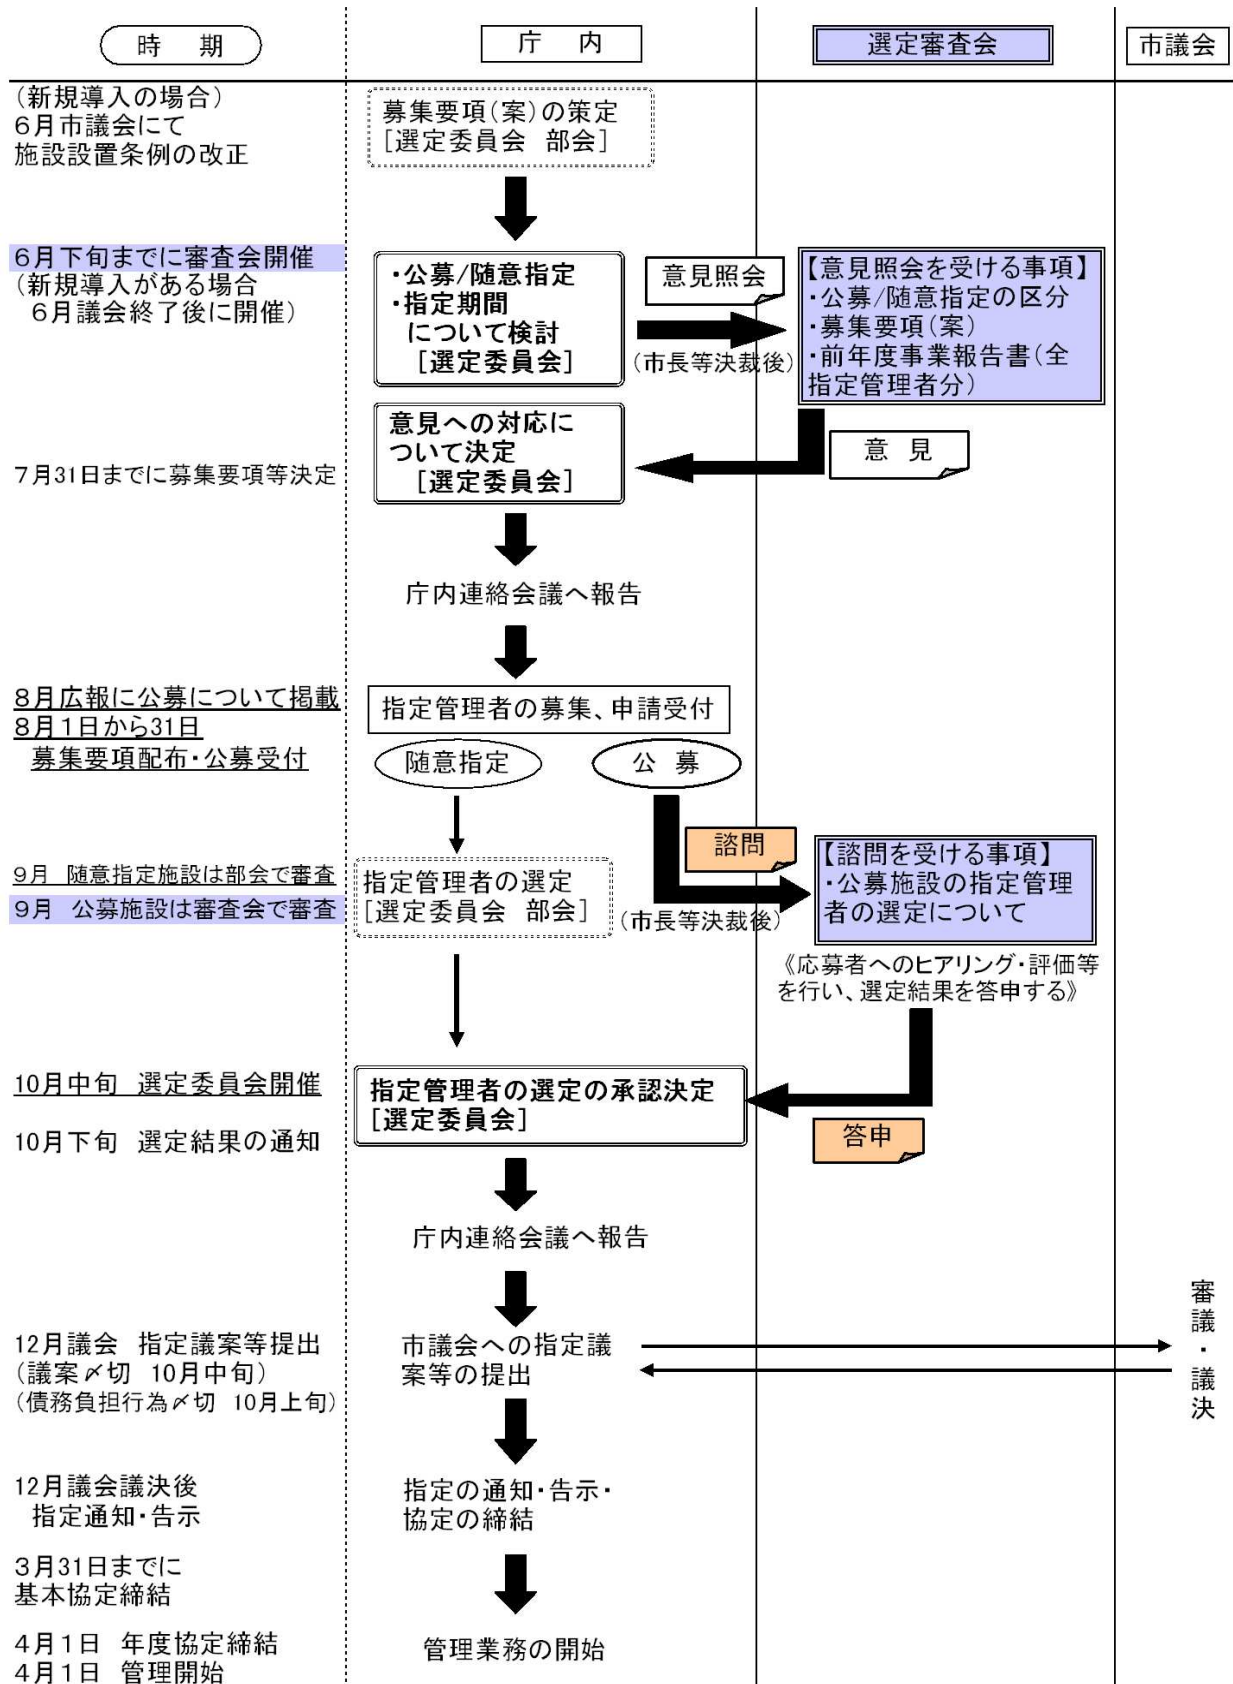 時　期
庁　内
選定審査会
市議会
(新規導入の場合)
6月市議会にて
施設設置条例の改正
募集要項(案)の策定
[選定委員会　部会]
6月下旬までに審査会開催
(新規導入がある場合
6月議会終了後に開催)
・公募/随意指定
・指定期間
について検討
[選定委員会]
意見照会
(市長等決裁後)
【意見照会を受ける事項】
・公募/随意指定の区分
・募集要項(案)
・前年度事業報告書(全
指定管理者分)
意見への対応に
ついて決定
[選定委員会]
意　見
7月31日までに募集要項等決定
庁内連絡会議へ報告
8月広報に公募について掲載
8月1日から31日
募集要項配布・公募受付
指定管理者の募集、申請受付
随意指定
公　募
諮問
9月　随意指定施設は部会で審査
9月　公募施設は審査会で審査
指定管理者の選定
[選定委員会　部会]
(市長等決裁後)
【諮問を受ける事項】
・公募施設の指定管理
者の選定について
《応募者へのヒアリング・評価等
を行い、選定結果を答申する》
10月中旬　選定委員会開催
10月下旬　選定結果の通知
指定管理者の選定の承認決定
[選定委員会]
答申
庁内連絡会議へ報告
12月議会　指定議案等提出
(議案〆切　10月中旬)
(債務負担行為〆切　10月上旬)
市議会への指定議
案等の提出
審議・議決
12月議会議決後
指定通知・告示
指定の通知・告示・
協定の締結
3月31日までに
基本協定締結
4月1日　年度協定締結
4月1日　管理開始
管理業務の開始